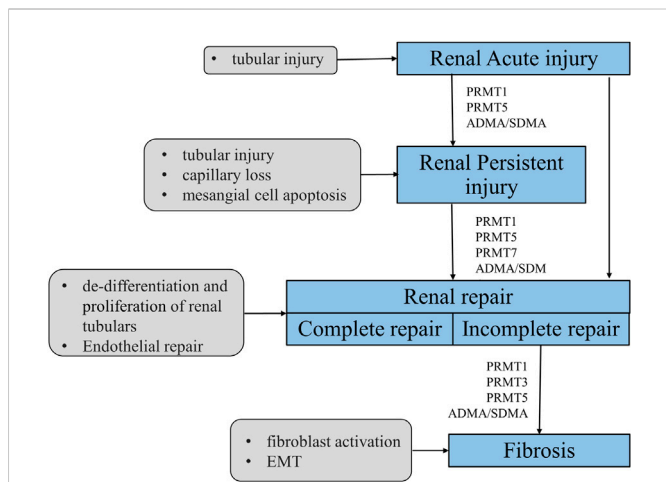 • tubular injury
Renal Acute injury
PRMT1
PRMT5
ADMA/SDMA
• tubular injury
• capillary loss
• mesangial cell apoptosis
Renal Persistent
injury
PRMT1
PRMT5
PRMT7
ADMA/SDM
• de-differentiation and
proliferation of renal
tubulars
• Endothelial repair
Renal repair
Complete repair
Incomplete repair
PRMT1
PRMT3
PRMT5
ADMA/SDMA
• fibroblast activation
• EMT
Fibrosis